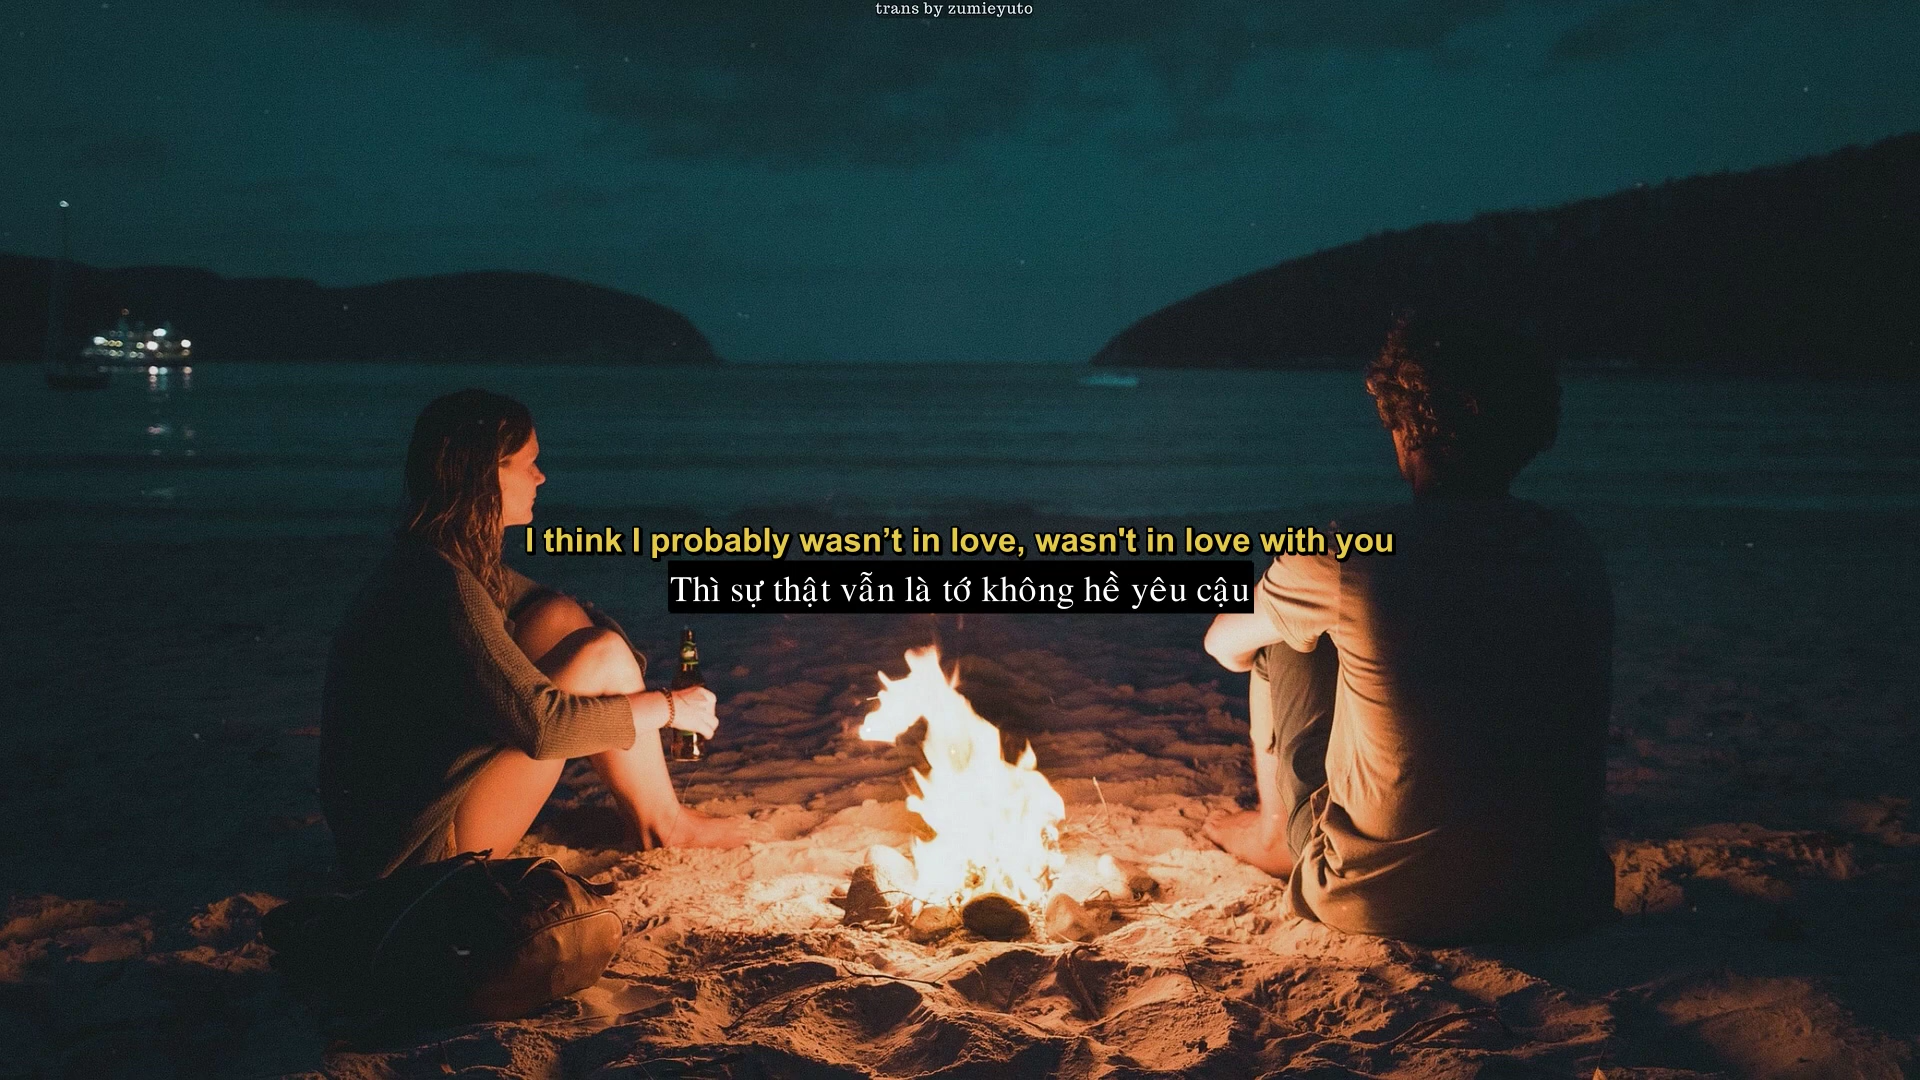 trans by zumieyuto
I think I probably wasn’t in love, wasn't in love with you
Thì sự thật vẫn là tớ không hề yêu cậu